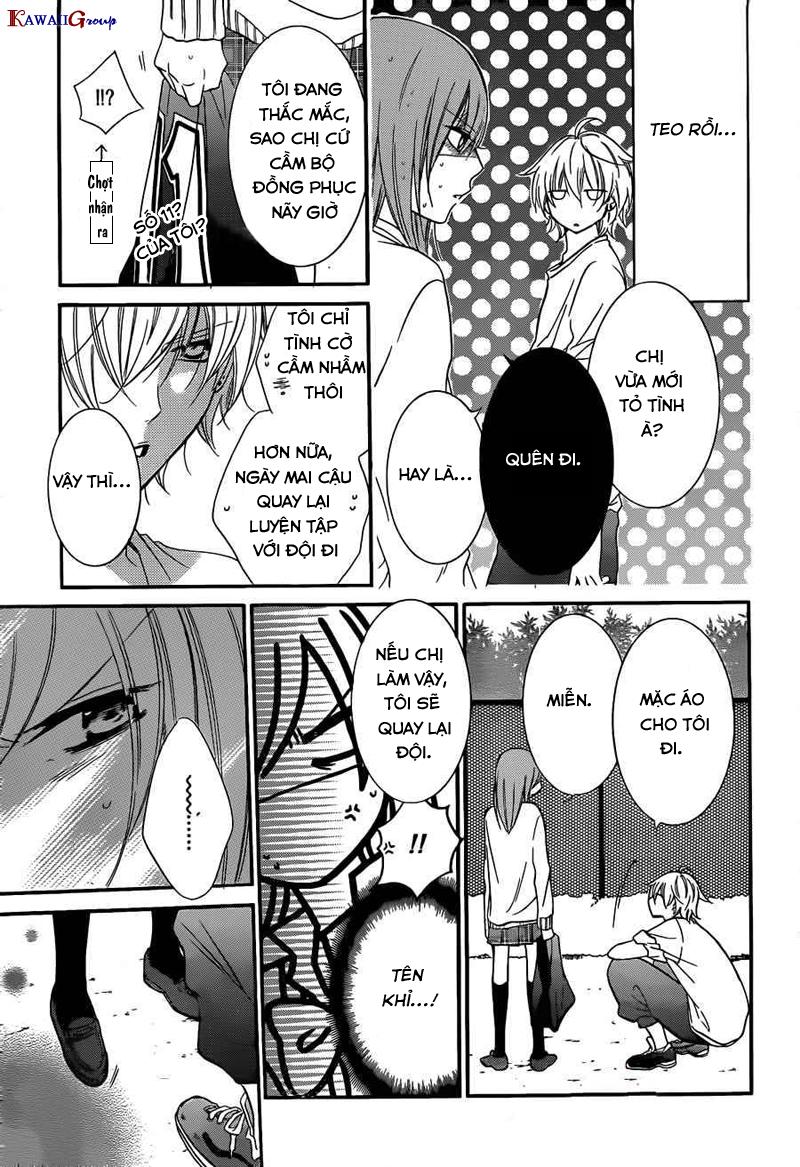 KAWAIIGROUP
TEO RỒI...
CHỊ
VỪA MỚI
TỎ TÌNH
À?
QUÊN ĐI.
HAY LÀ...
TÔI ĐANG
THẮC MẮC,
SAO CHỊ CỨ
CẦM BỘ
ĐỒNG PHỤC
NÃY GIỜ
!!?
Chợt
nhận
ra
SỐ 11?
CỦA TÔI?
TÔI CHỈ
TÌNH CỜ
CẦM NHẦM
THÔI
HƠN NỮA,
NGÀY MAI CẬU
QUAY LẠI
LUYỆN TẬP
VỚI ĐỘI ĐI
VẬY THÌ...
MẶC ÁO
CHO TÔI
ĐI.
MIỄN.
NẾU CHỊ
LÀM VẬY,
TÔI SẼ
QUAY LẠI
ĐỘI.
!!
TÊN
KHỈ...!